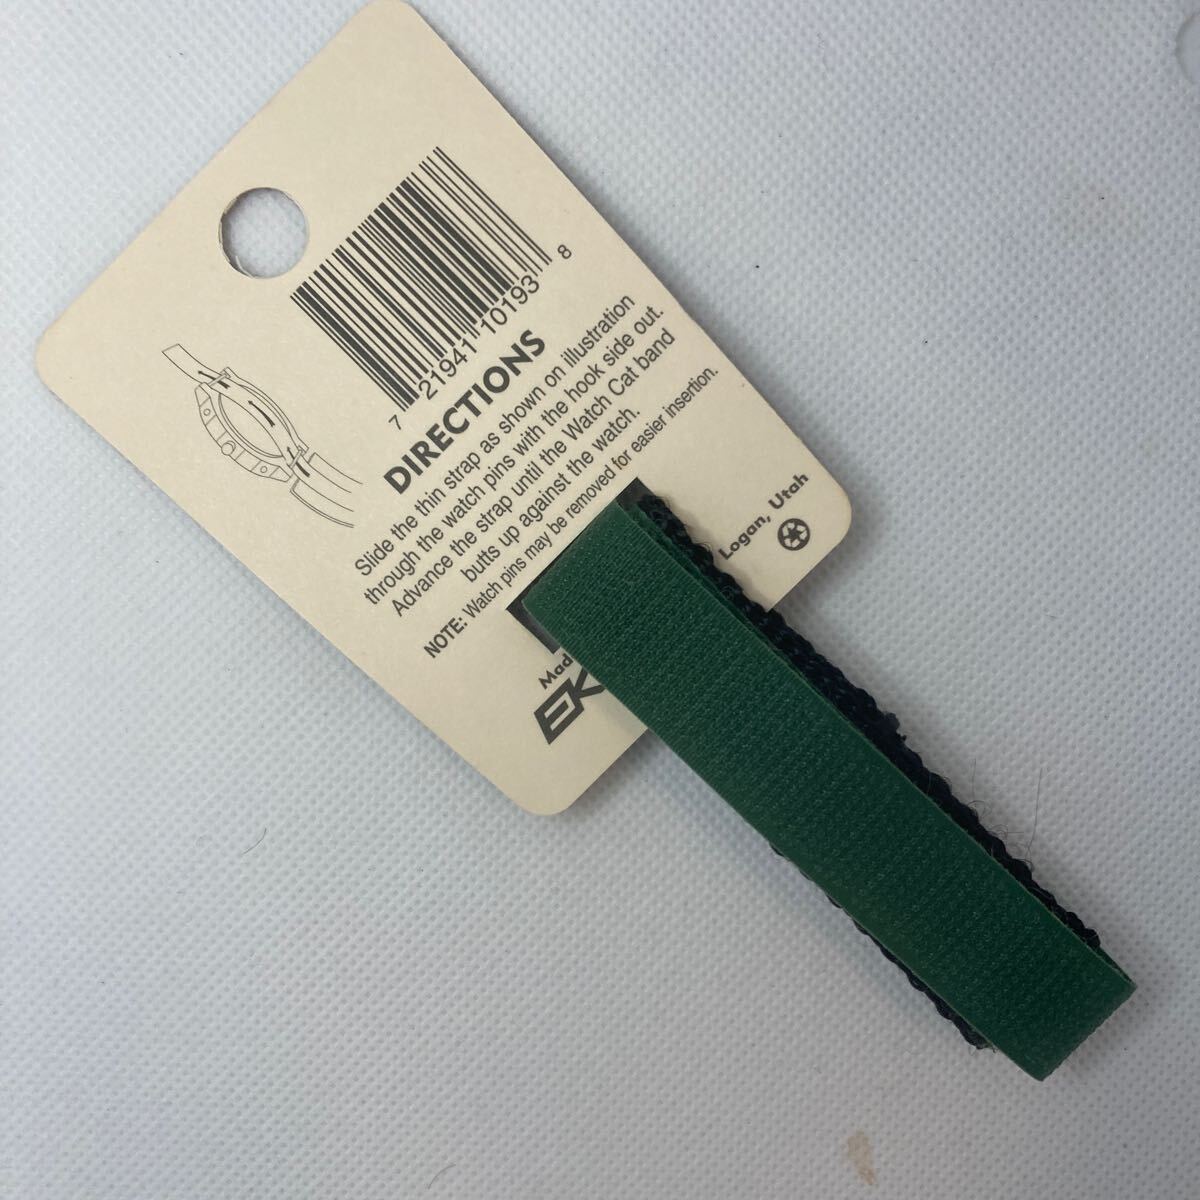 7 21941 10193 8
DIRECTIONS
Slide the thin strap as shown on illustration
through the watch pins with the hook side out.
Advance the strap until the Watch Cat band
butts up against the watch.
NOTE: Watch pins may be removed for easier insertion.
Logan, Utah